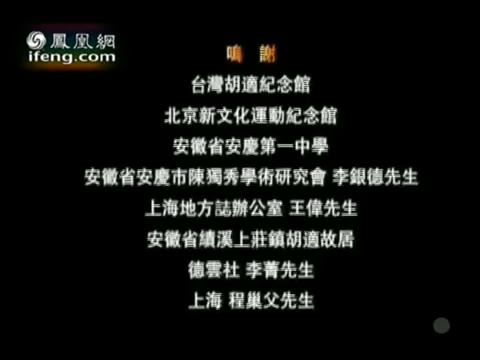 鳳凰網
ifeng.com
鳴 謝
台灣胡適紀念館
北京新文化運動紀念館
安徽省安慶第一中學
安徽省安慶市陳獨秀學術研究會 李銀德先生
上海地方誌辦公室 王偉先生
安徽省績溪上莊鎮胡適故居
德雲社 李菁先生
上海 程巢父先生